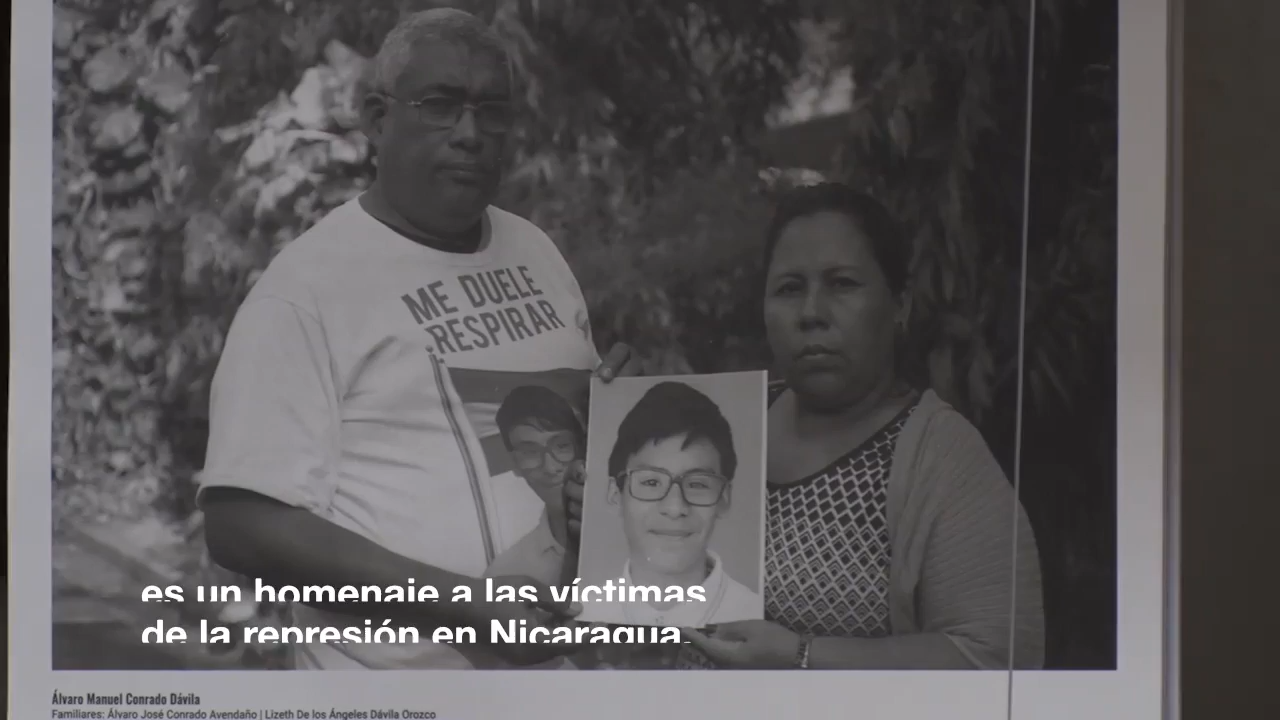 ME DUELE
RESPIRAR
es un homenaje a las víctimas
de la represión en Nicaragua.
Álvaro Manuel Conrado Dávila
Familiares: Álvaro José Conrado Avendaño | Lizeth De los Ángeles Dávila Orozco